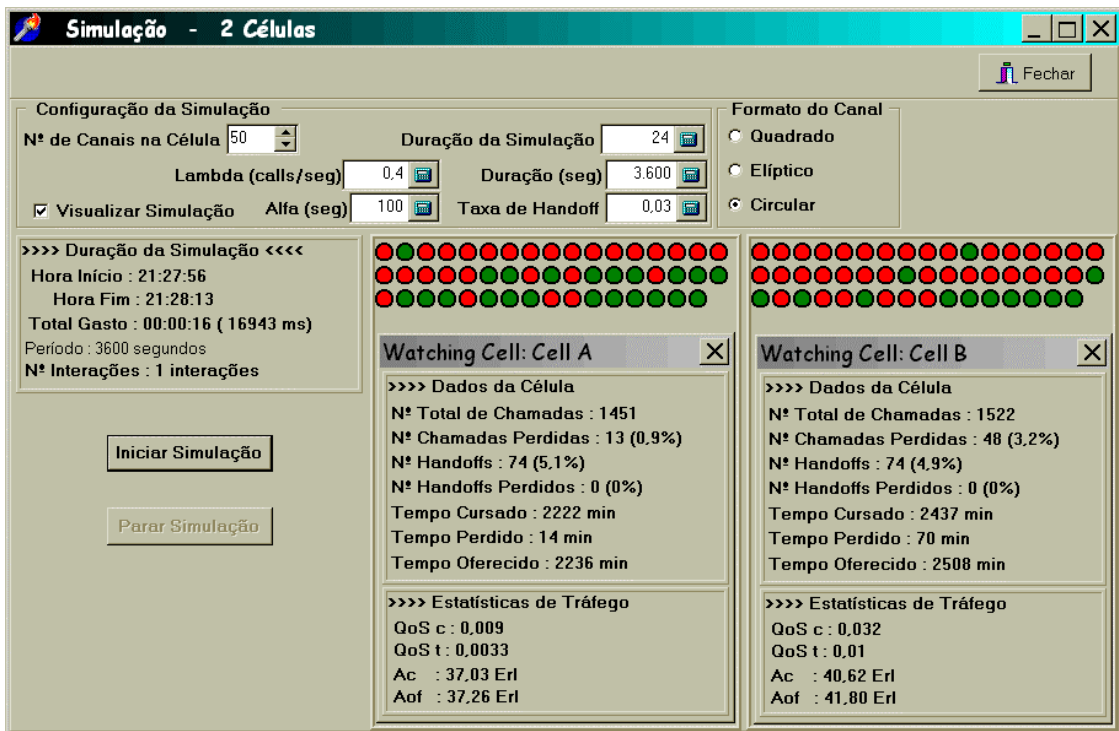 Simulação - 2 Células
Fechar
Configuração da Simulação
Nº de Canais na Célula 50
Duração da Simulação 24
Lambda (calls/seg) 0,4
Duração (seg) 3.600
Visualizar Simulação
Alfa (seg) 100
Taxa de Handoff 0,03
Formato do Canal
Quadrado
Elíptico
Circular
>>>> Duração da Simulação <<<<
Hora Início : 21:27:56
Hora Fim : 21:28:13
Total Gasto : 00:00:16 ( 16943 ms)
Período : 3600 segundos
Nº Interações : 1 interações
Iniciar Simulação
Parar Simulação
Watching Cell: Cell A
>>>> Dados da Célula
Nº Total de Chamadas : 1451
Nº Chamadas Perdidas : 13 (0,9%)
Nº Handoffs : 74 (5,1%)
Nº Handoffs Perdidos : 0 (0%)
Tempo Cursado : 2222 min
Tempo Perdido : 14 min
Tempo Oferecido : 2236 min
>>>> Estatísticas de Tráfego
QoS c : 0,009
QoS t : 0,0033
Ac : 37,03 Erl
Aof : 37,26 Erl
Watching Cell: Cell B
>>>> Dados da Célula
Nº Total de Chamadas : 1522
Nº Chamadas Perdidas : 48 (3,2%)
Nº Handoffs : 74 (4,9%)
Nº Handoffs Perdidos : 0 (0%)
Tempo Cursado : 2437 min
Tempo Perdido : 70 min
Tempo Oferecido : 2508 min
>>>> Estatísticas de Tráfego
QoS c : 0,032
QoS t : 0,01
Ac : 40,62 Erl
Aof : 41,80 Erl